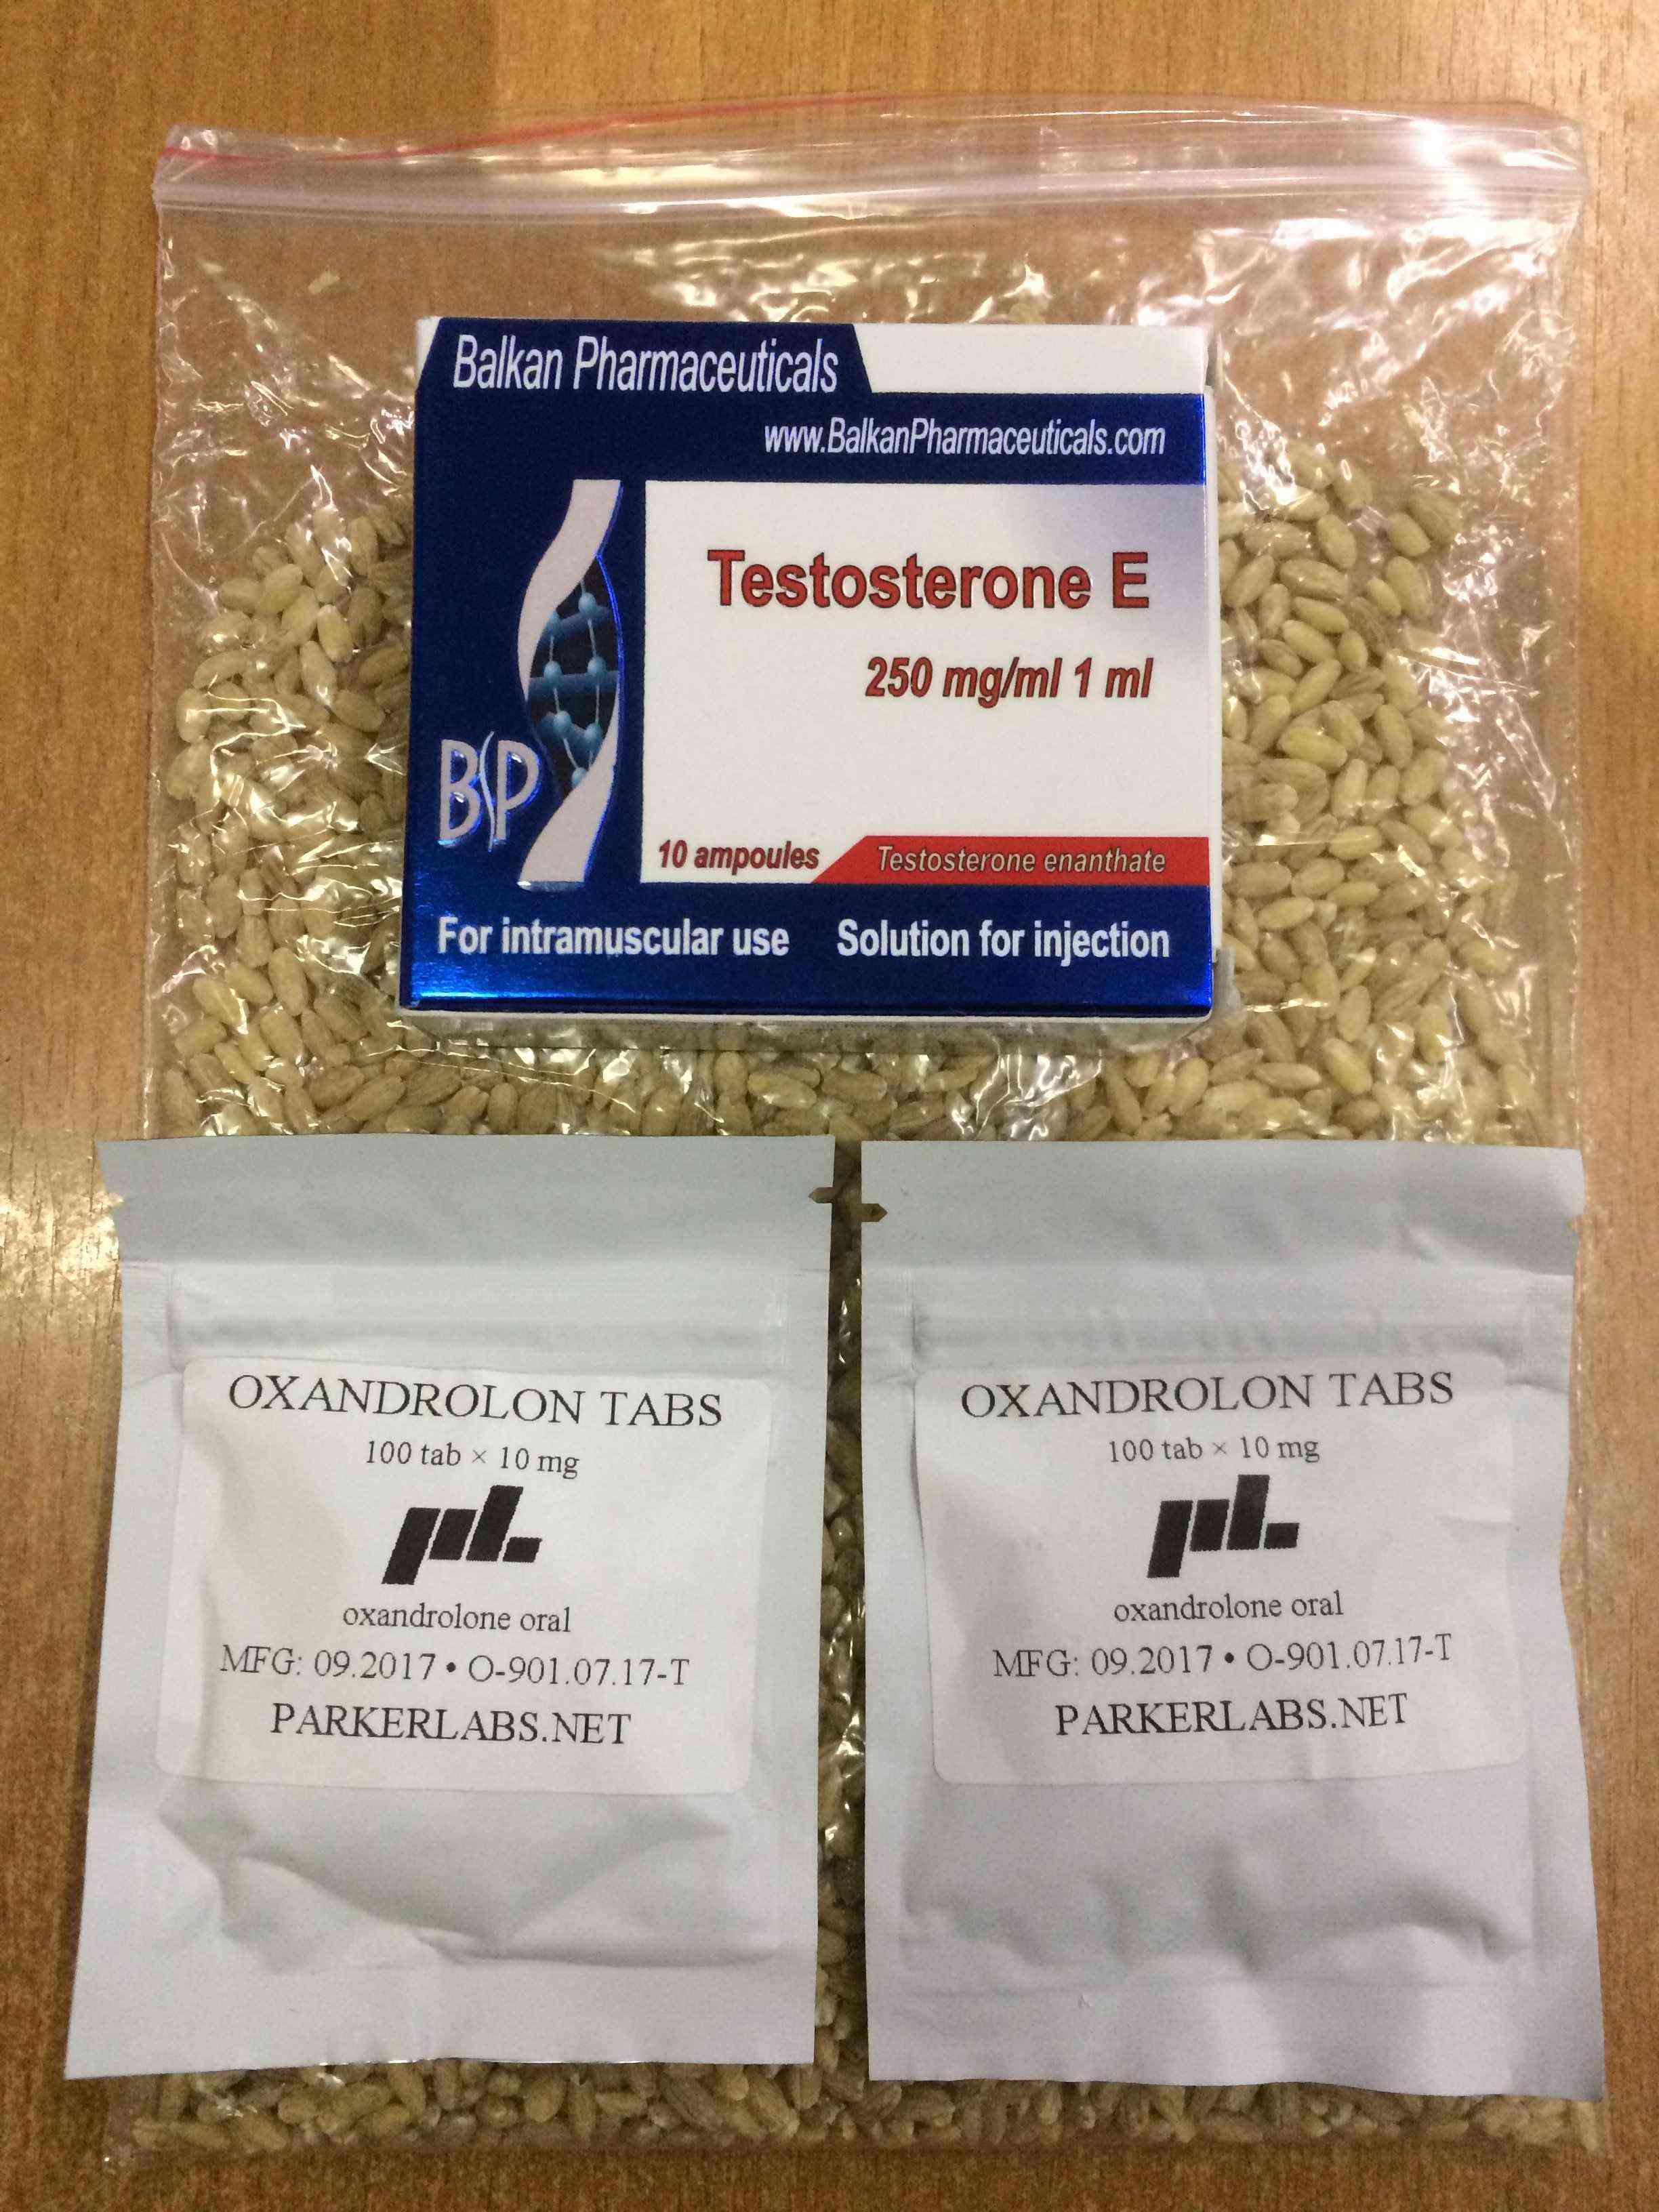 Balkan Pharmaceuticals
www.BalkanPharmaceuticals.com
Testosterone E
250 mg/ml 1 ml
BP
10 ampoules Testosterone enanthate
For intramuscular use Solution for injection
OXANDROLON TABS
100 tab × 10 mg
pL.
oxandrolone oral
MFG: 09.2017 • O-901.07.17-T
PARKERLABS.NET
OXANDROLON TABS
100 tab × 10 mg
pL.
oxandrolone oral
MFG: 09.2017 • O-901.07.17-T
PARKERLABS.NET